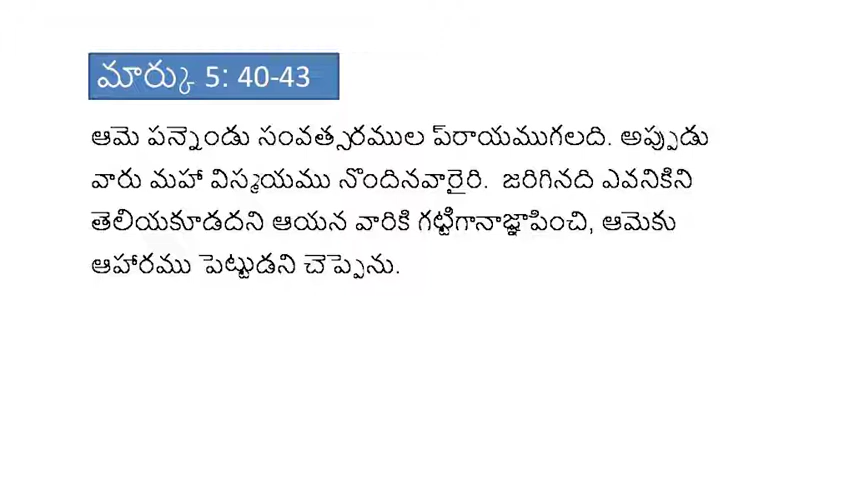 మార్కు 5: 40-43
ఆమె పన్నెండు సంవత్సరముల ప్రాయముగలది. అప్పుడు
వారు మహా విస్మయము నొందినవారైరి. జరిగినది ఎవనికిని
తెలియకూడదని ఆయన వారికి గట్టిగానాజ్ఞాపించి, ఆమెకు
ఆహారము పెట్టుడని చెప్పెను.